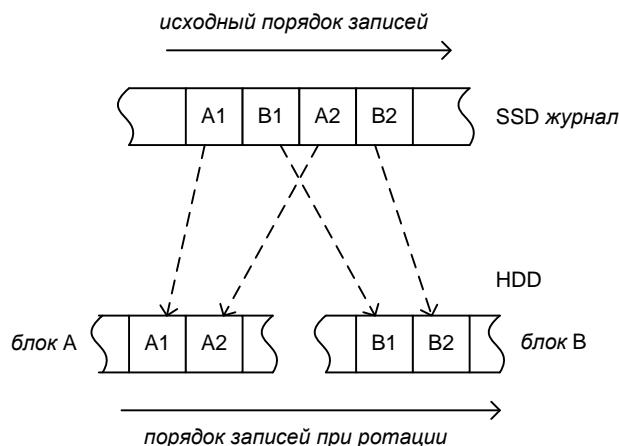 исходный порядок записей
A1 B1 A2 B2 SSD журнал
HDD
блок A A1 A2 B1 B2 блок B
порядок записей при ротации